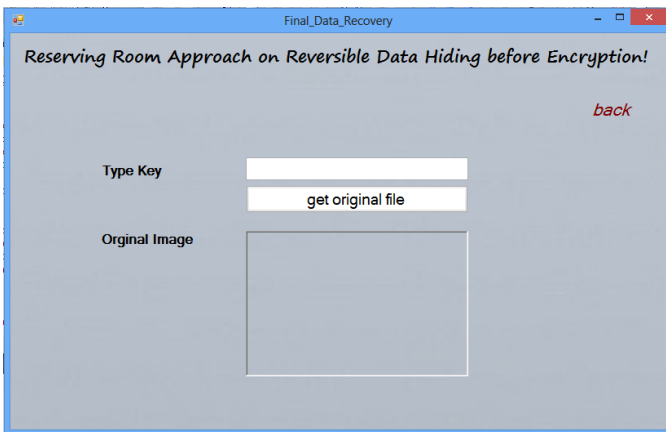 Final_Data_Recovery
Reserving Room Approach on Reversible Data Hiding before Encryption!
back
Type Key
get original file
Orginal Image